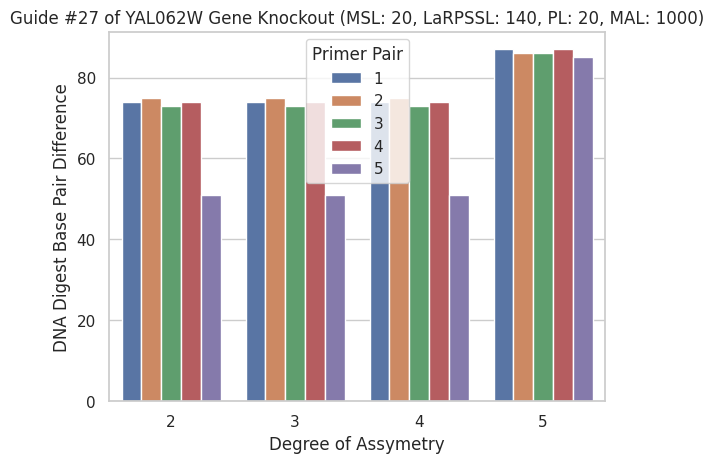 Guide #27 of YAL062W Gene Knockout (MSL: 20, LaRPSSL: 140, PL: 20, MAL: 1000)
Primer Pair
1
2
3
4
5
DNA Digest Base Pair Difference
80
60
40
20
0
2 3 4 5
Degree of Assymetry